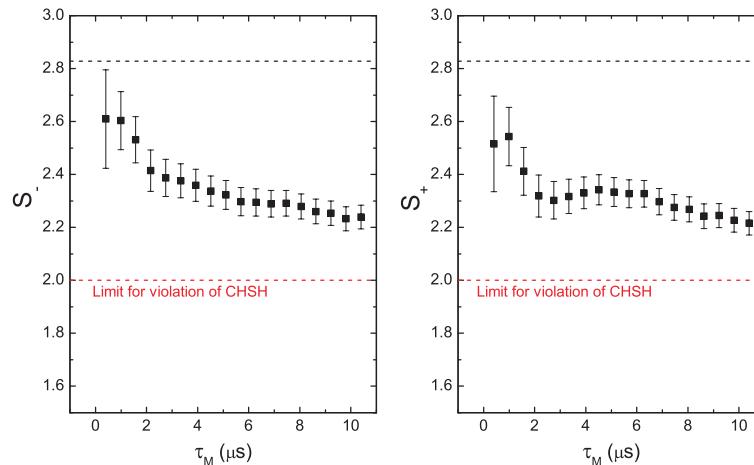 3.0
2.8
2.6
2.4
2.2
2.0
1.8
1.6
S-
Limit for violation of CHSH
0 2 4 6 8 10
τM (μs)
3.0
2.8
2.6
2.4
2.2
2.0
1.8
1.6
S+
Limit for violation of CHSH
0 2 4 6 8 10
τM (μs)